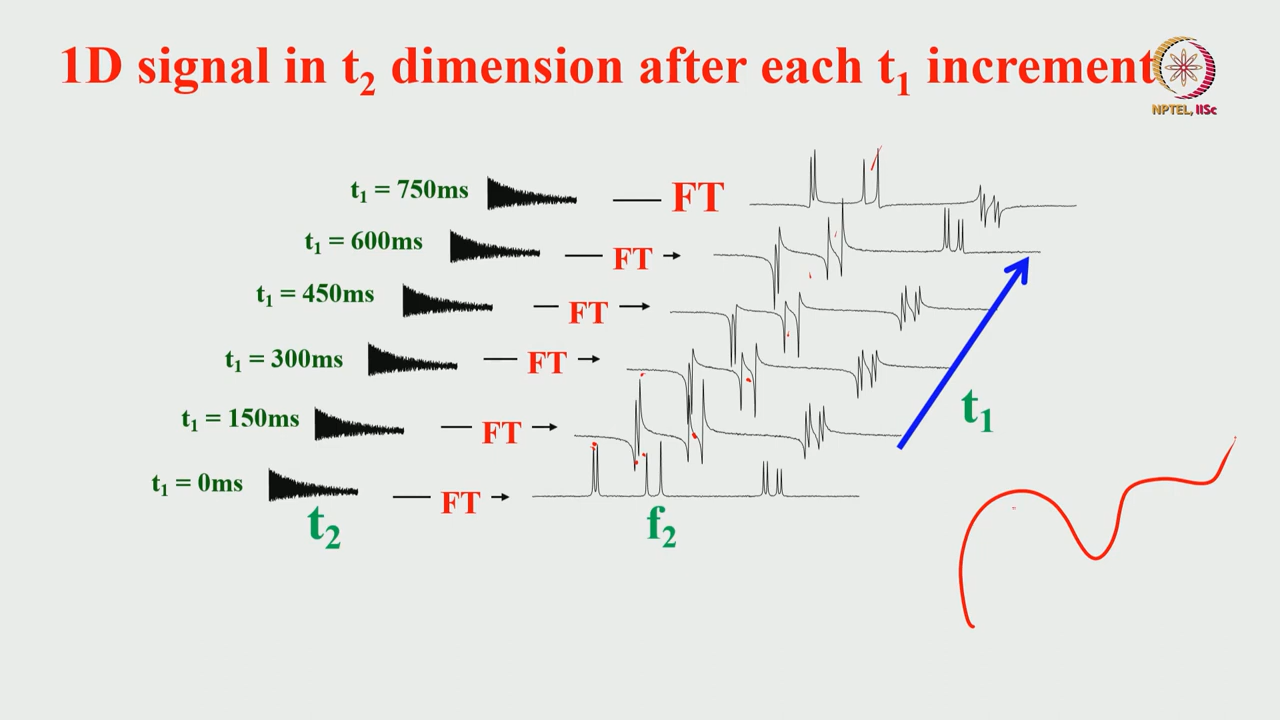 1D signal in t₂ dimension after each t₁ increment
NPTEL, IISc
t₁ = 750ms FT
t₁ = 600ms FT
t₁ = 450ms FT
t₁ = 300ms FT
t₁ = 150ms FT
t₁ = 0ms FT
t₂ f₂
t₁